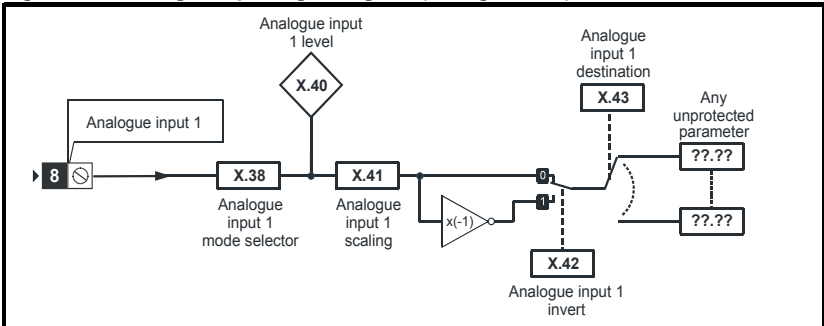 Analogue input
1 level
X.40
Analogue
input 1
destination
X.43
Any
unprotected
parameter
??.??
??.??
Analogue input 1
8
X.38
Analogue
input 1
mode selector
X.41
Analogue
input 1
scaling
x(-1)
0
1
X.42
Analogue input 1
invert